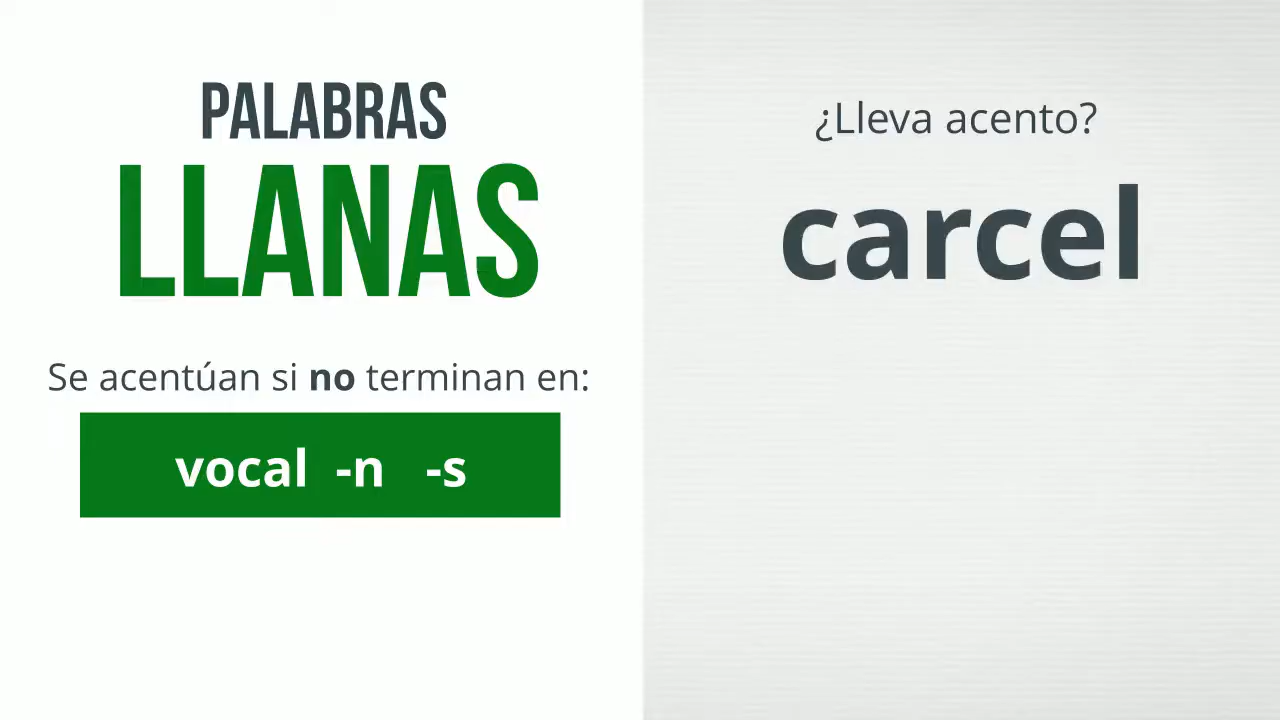 PALABRAS
LLANAS
Se acentúan si no terminan en:
vocal -n -s
¿Lleva acento?
carcel